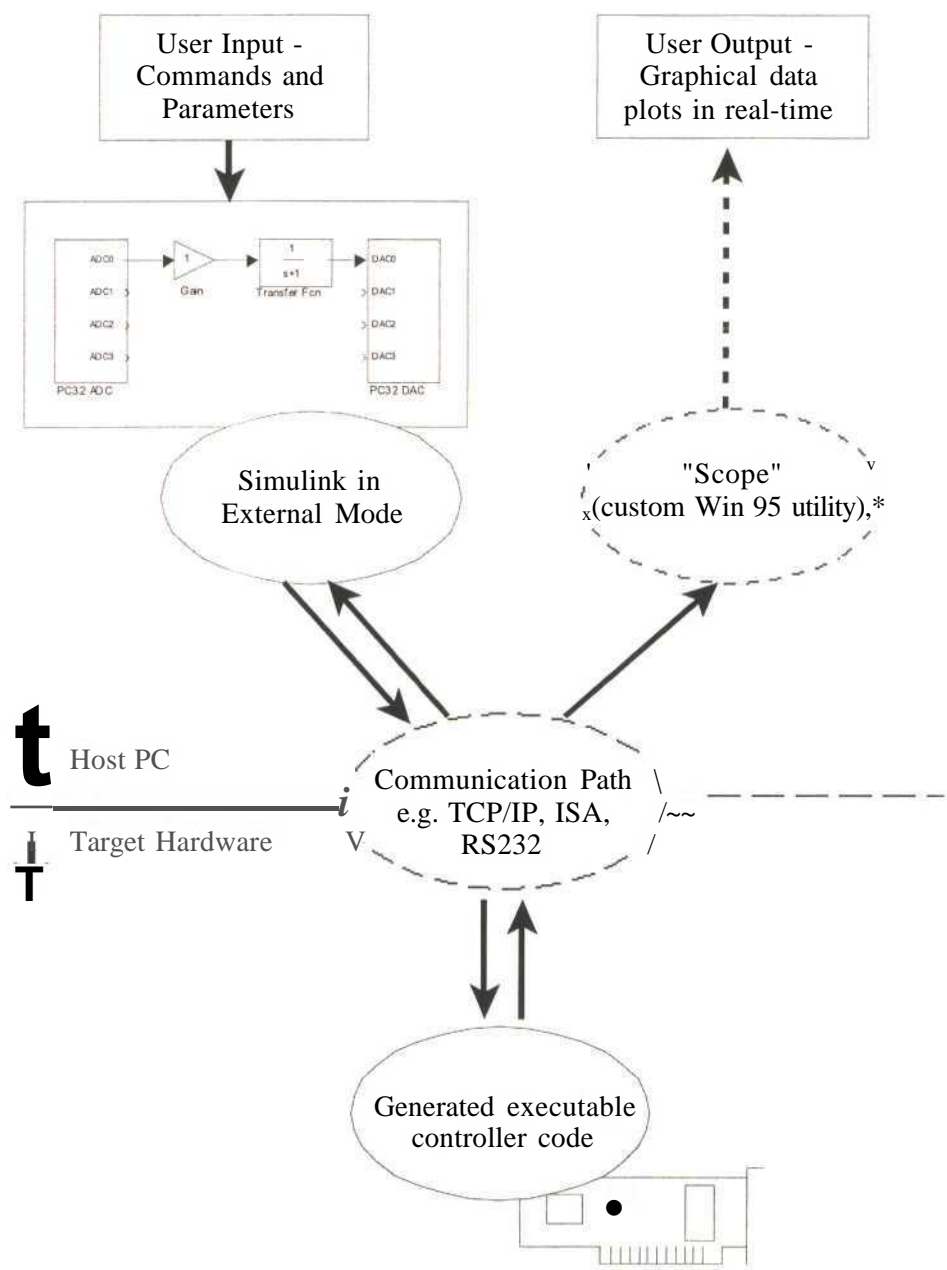 User Input -
Commands and
Parameters
User Output -
Graphical data
plots in real-time
ADC0
ADC1
ADC2
ADC3
PC32 ADC
1
Gain
1
s+1
Transfer Fcn
DAC0
DAC1
DAC2
DAC3
PC32 DAC
Simulink in
External Mode
"Scope"
(custom Win 95 utility)
Host PC
Target Hardware
Communication Path
e.g. TCP/IP, ISA,
RS232
Generated executable
controller code